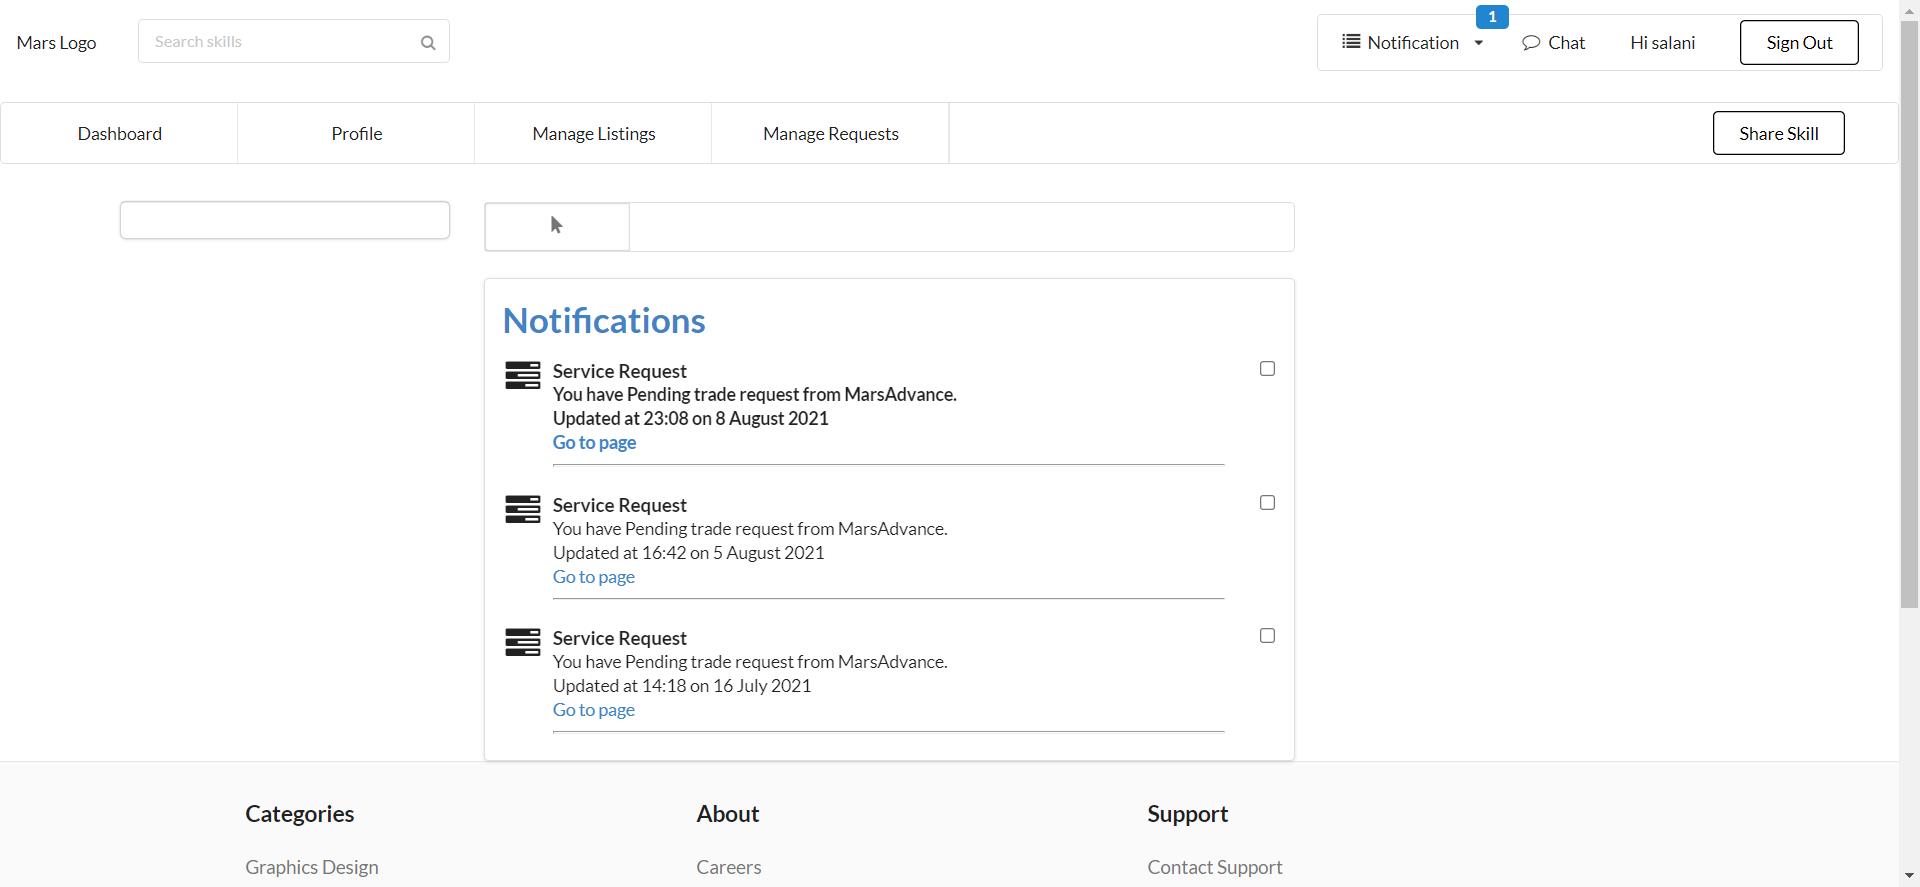 Mars Logo
Search skills
1
Notification
Chat
Hi salani
Sign Out
Dashboard
Profile
Manage Listings
Manage Requests
Share Skill
Notifications
Service Request
You have Pending trade request from MarsAdvance.
Updated at 23:08 on 8 August 2021
Go to page
Service Request
You have Pending trade request from MarsAdvance.
Updated at 16:42 on 5 August 2021
Go to page
Service Request
You have Pending trade request from MarsAdvance.
Updated at 14:18 on 16 July 2021
Go to page
Categories
About
Support
Graphics Design
Careers
Contact Support